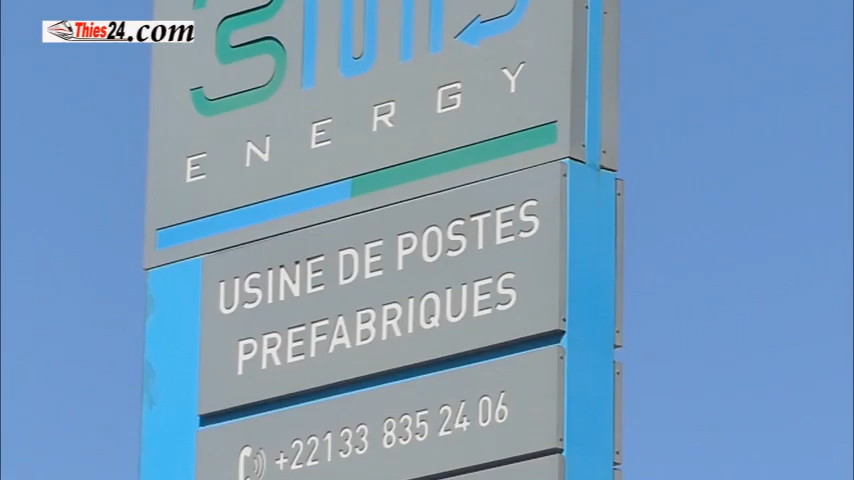 Thies24.com
ENERGY
USINE DE POSTES
PREFABRIQUES
+22133 835 24 06